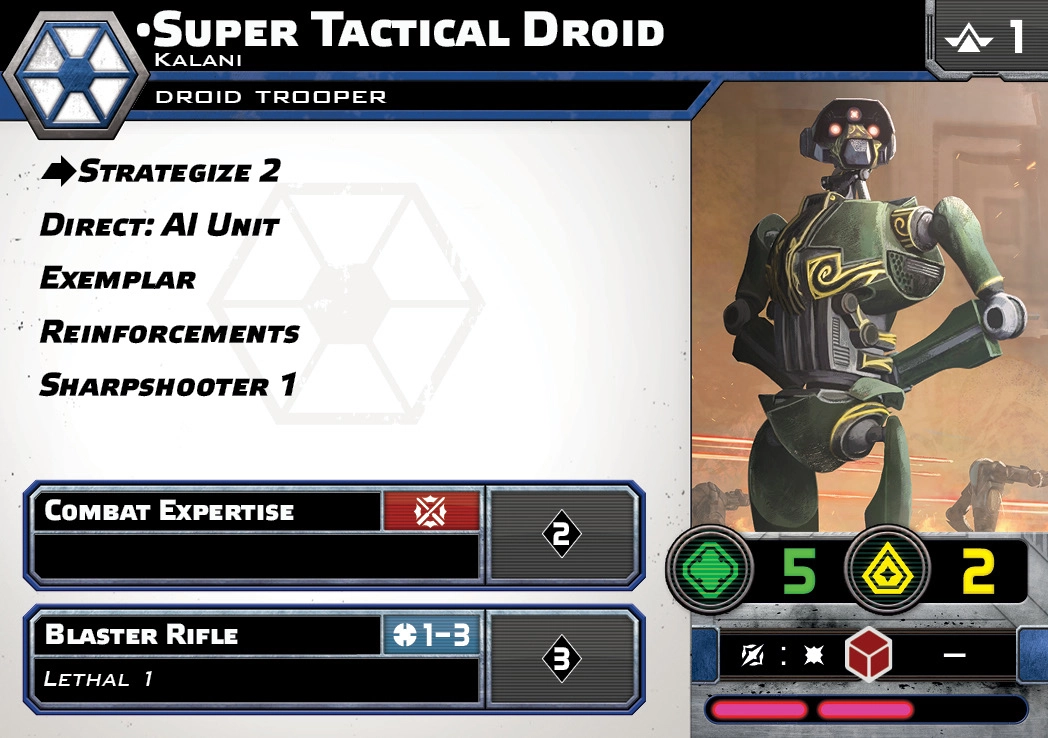 •Super Tactical Droid
1
Kalani
Droid Trooper
Strategize 2
Direct: AI Unit
Exemplar
Reinforcements
Sharpshooter 1
Combat Expertise
2
Blaster Rifle 1–3
3
Lethal 1
5 2
: –